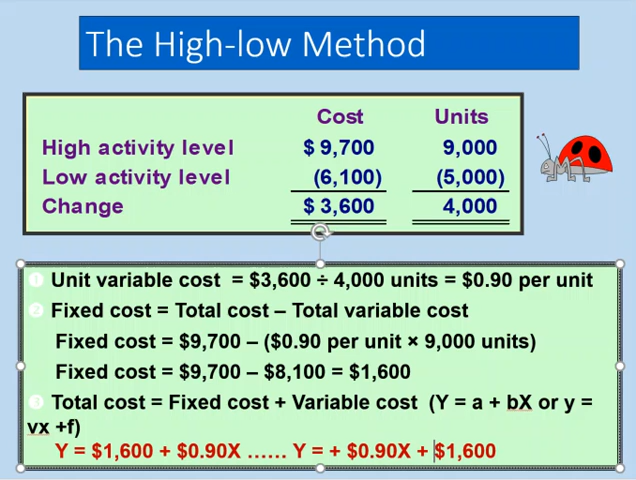 The High-low Method
Cost Units
High activity level $ 9,700 9,000
Low activity level (6,100) (5,000)
Change $ 3,600 4,000
❶ Unit variable cost = $3,600 ÷ 4,000 units = $0.90 per unit
❷ Fixed cost = Total cost – Total variable cost
Fixed cost = $9,700 – ($0.90 per unit × 9,000 units)
Fixed cost = $9,700 – $8,100 = $1,600
❸ Total cost = Fixed cost + Variable cost (Y = a + bX or y =
vx +f)
Y = $1,600 + $0.90X …... Y = + $0.90X + $1,600